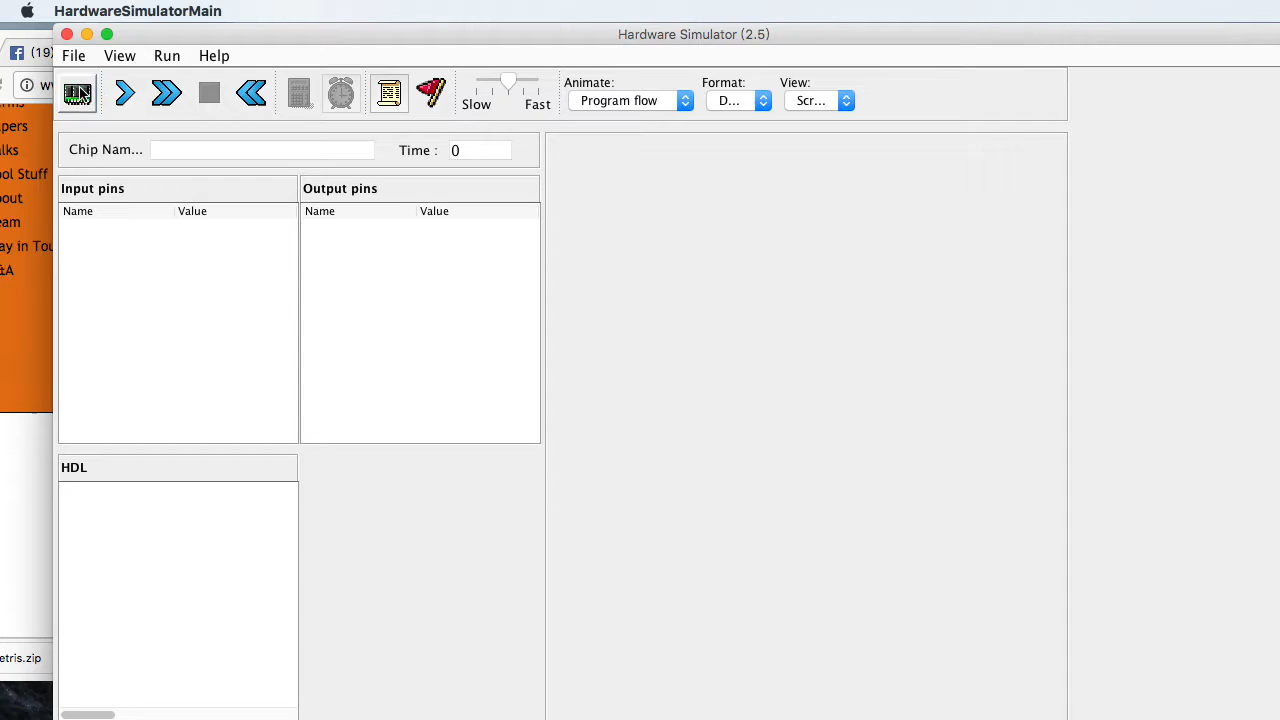 HardwareSimulatorMain
Hardware Simulator (2.5)
(19)
File View Run Help
w
Slow Fast
Animate:
Program flow
Format:
D...
View:
Scr...
apers
alks
ool Stuff
bout
eam
ay in Tou
&A
Chip Nam...
Time : 0
Input pins
Name Value
Output pins
Name Value
HDL
etris.zip